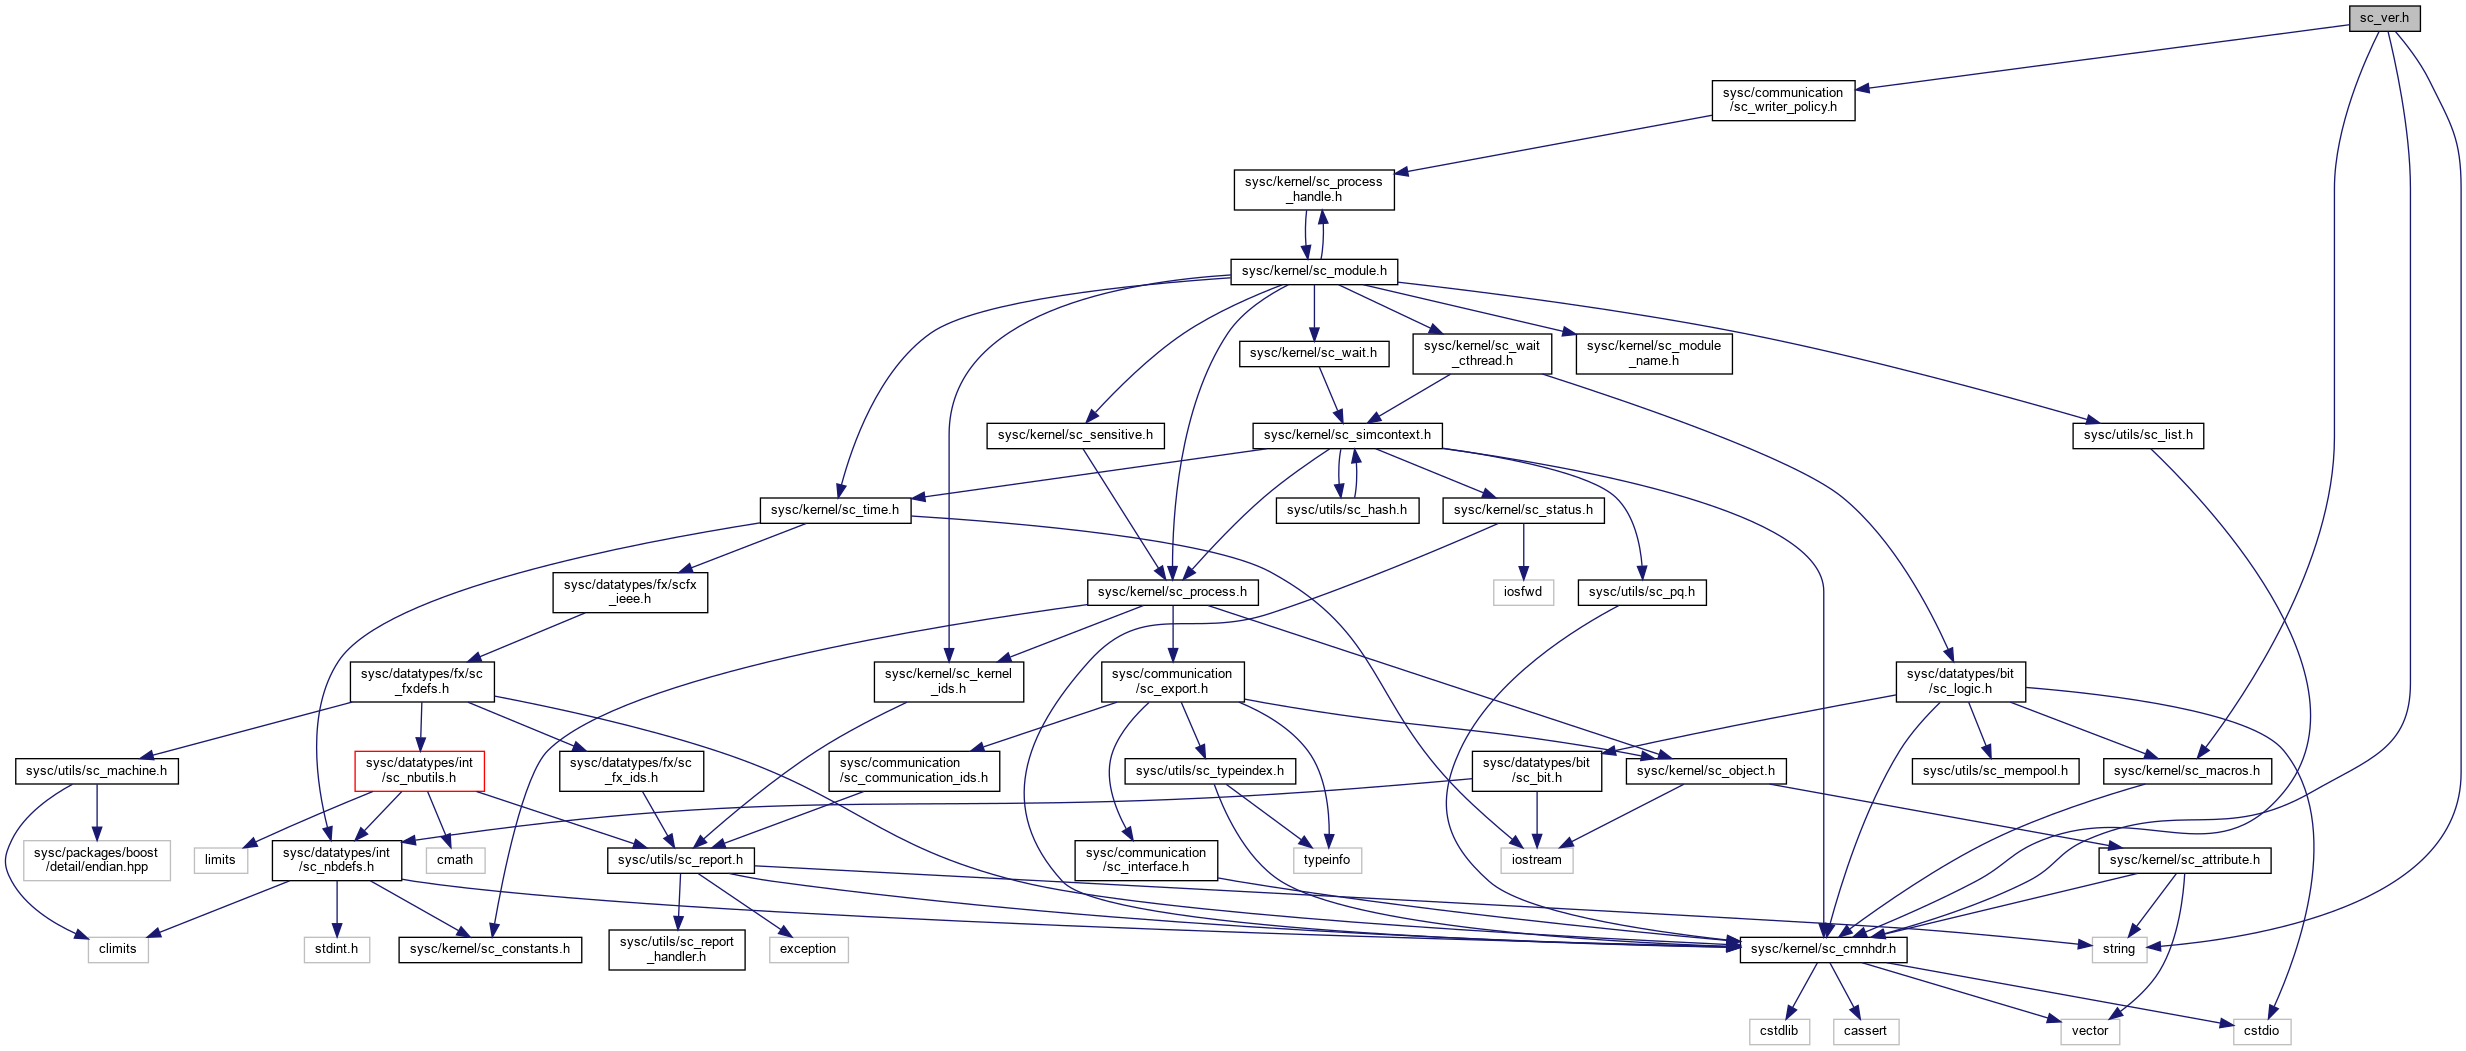 sc_ver.h
sysc/communication
/sc_writer_policy.h
sysc/kernel/sc_process
_handle.h
sysc/kernel/sc_module.h
sysc/kernel/sc_wait.h
sysc/kernel/sc_wait
_cthread.h
sysc/kernel/sc_module
_name.h
sysc/kernel/sc_sensitive.h
sysc/kernel/sc_simcontext.h
sysc/utils/sc_list.h
sysc/kernel/sc_time.h
sysc/utils/sc_hash.h
sysc/kernel/sc_status.h
sysc/datatypes/fx/scfx
_ieee.h
sysc/kernel/sc_process.h
iosfwd
sysc/utils/sc_pq.h
sysc/datatypes/fx/sc
_fxdefs.h
sysc/kernel/sc_kernel
_ids.h
sysc/communication
/sc_export.h
sysc/datatypes/bit
/sc_logic.h
sysc/utils/sc_machine.h
sysc/datatypes/int
/sc_nbutils.h
sysc/datatypes/fx/sc
_fx_ids.h
sysc/communication
/sc_communication_ids.h
sysc/utils/sc_typeindex.h
sysc/datatypes/bit
/sc_bit.h
sysc/kernel/sc_object.h
sysc/utils/sc_mempool.h
sysc/kernel/sc_macros.h
sysc/packages/boost
/detail/endian.hpp
limits
sysc/datatypes/int
/sc_nbdefs.h
cmath
sysc/utils/sc_report.h
sysc/communication
/sc_interface.h
typeinfo
iostream
sysc/kernel/sc_attribute.h
climits
stdint.h
sysc/kernel/sc_constants.h
sysc/utils/sc_report
_handler.h
exception
sysc/kernel/sc_cmnhdr.h
string
cstdlib
cassert
vector
cstdio